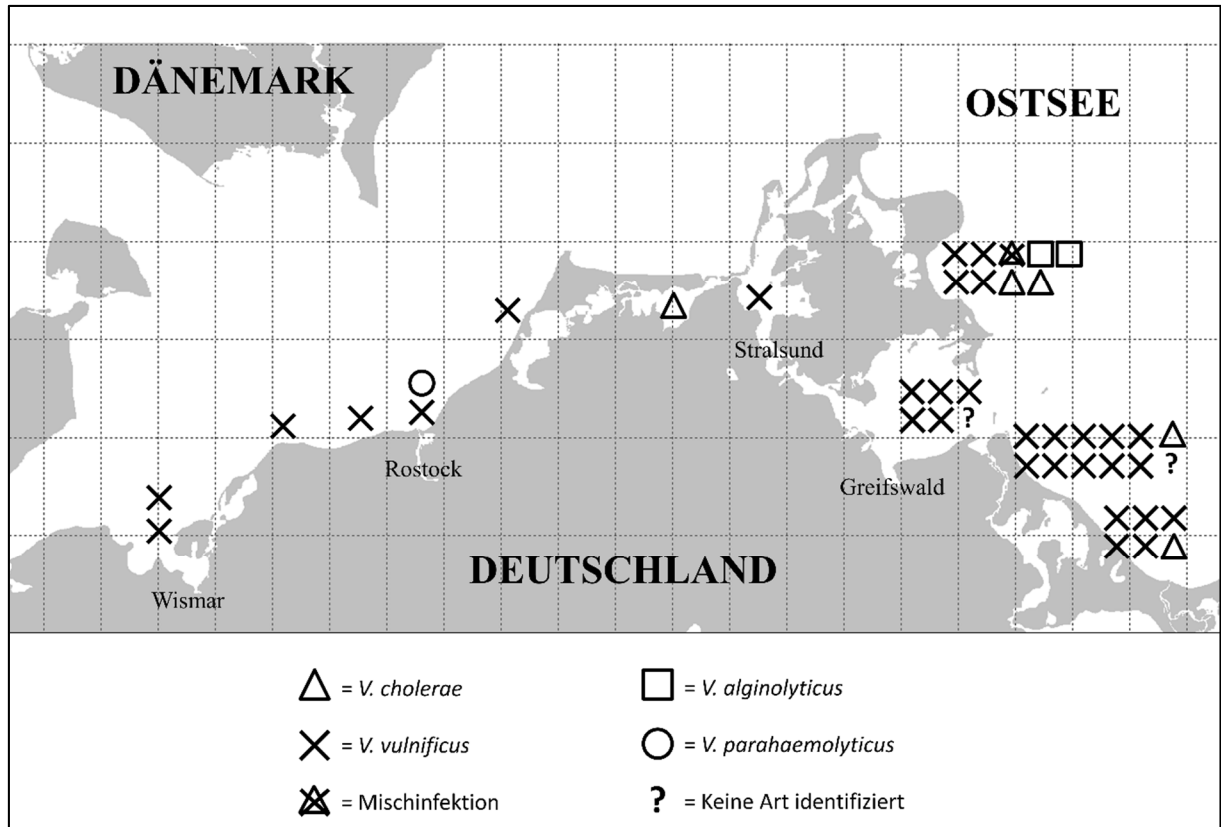 DÄNEMARK
OSTSEE
Stralsund
?
Rostock
?
Greifswald
DEUTSCHLAND
Wismar
= V. cholerae
= V. alginolyticus
= V. vulnificus
= V. parahaemolyticus
= Mischinfektion
? = Keine Art identifiziert